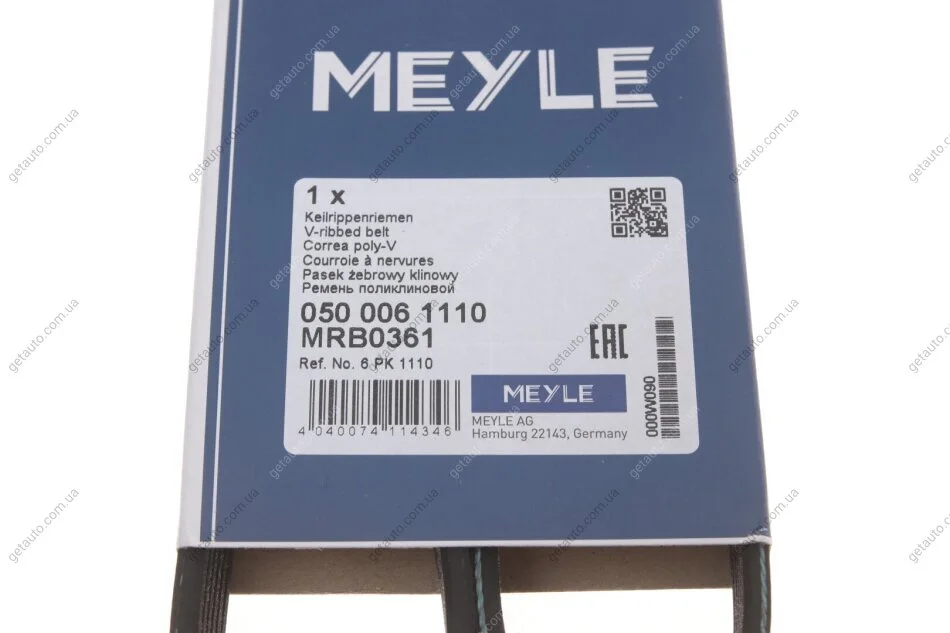 MEYLE
1 x
Keilrippenriemen
V-ribbed belt
Correa poly-V
Courroie à nervures
Pasek żebrowy klinowy
Ремень поликлиновой
050 006 1110
MRB0361
Ref. No. 6 PK 1110
EAC
4 040074 114346
MEYLE
MEYLE AG
Hamburg 22143, Germany
000W090
getauto.com.ua